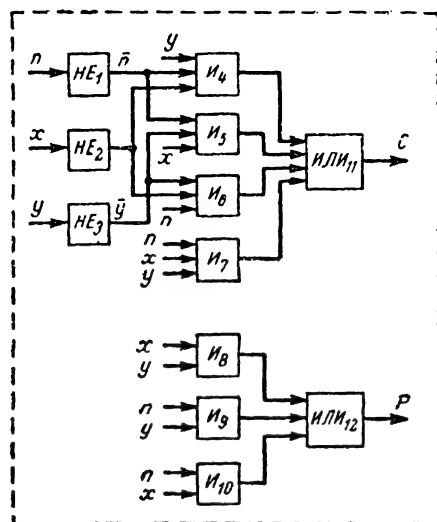 y
n НЕ₁ n̄ И₄
x НЕ₂ И₅ ИЛИ₁₁ C
x
y НЕ₃ ȳ И₆
n
n
x И₇
y
x И₈
y
n И₉ ИЛИ₁₂ P
y
n И₁₀
x